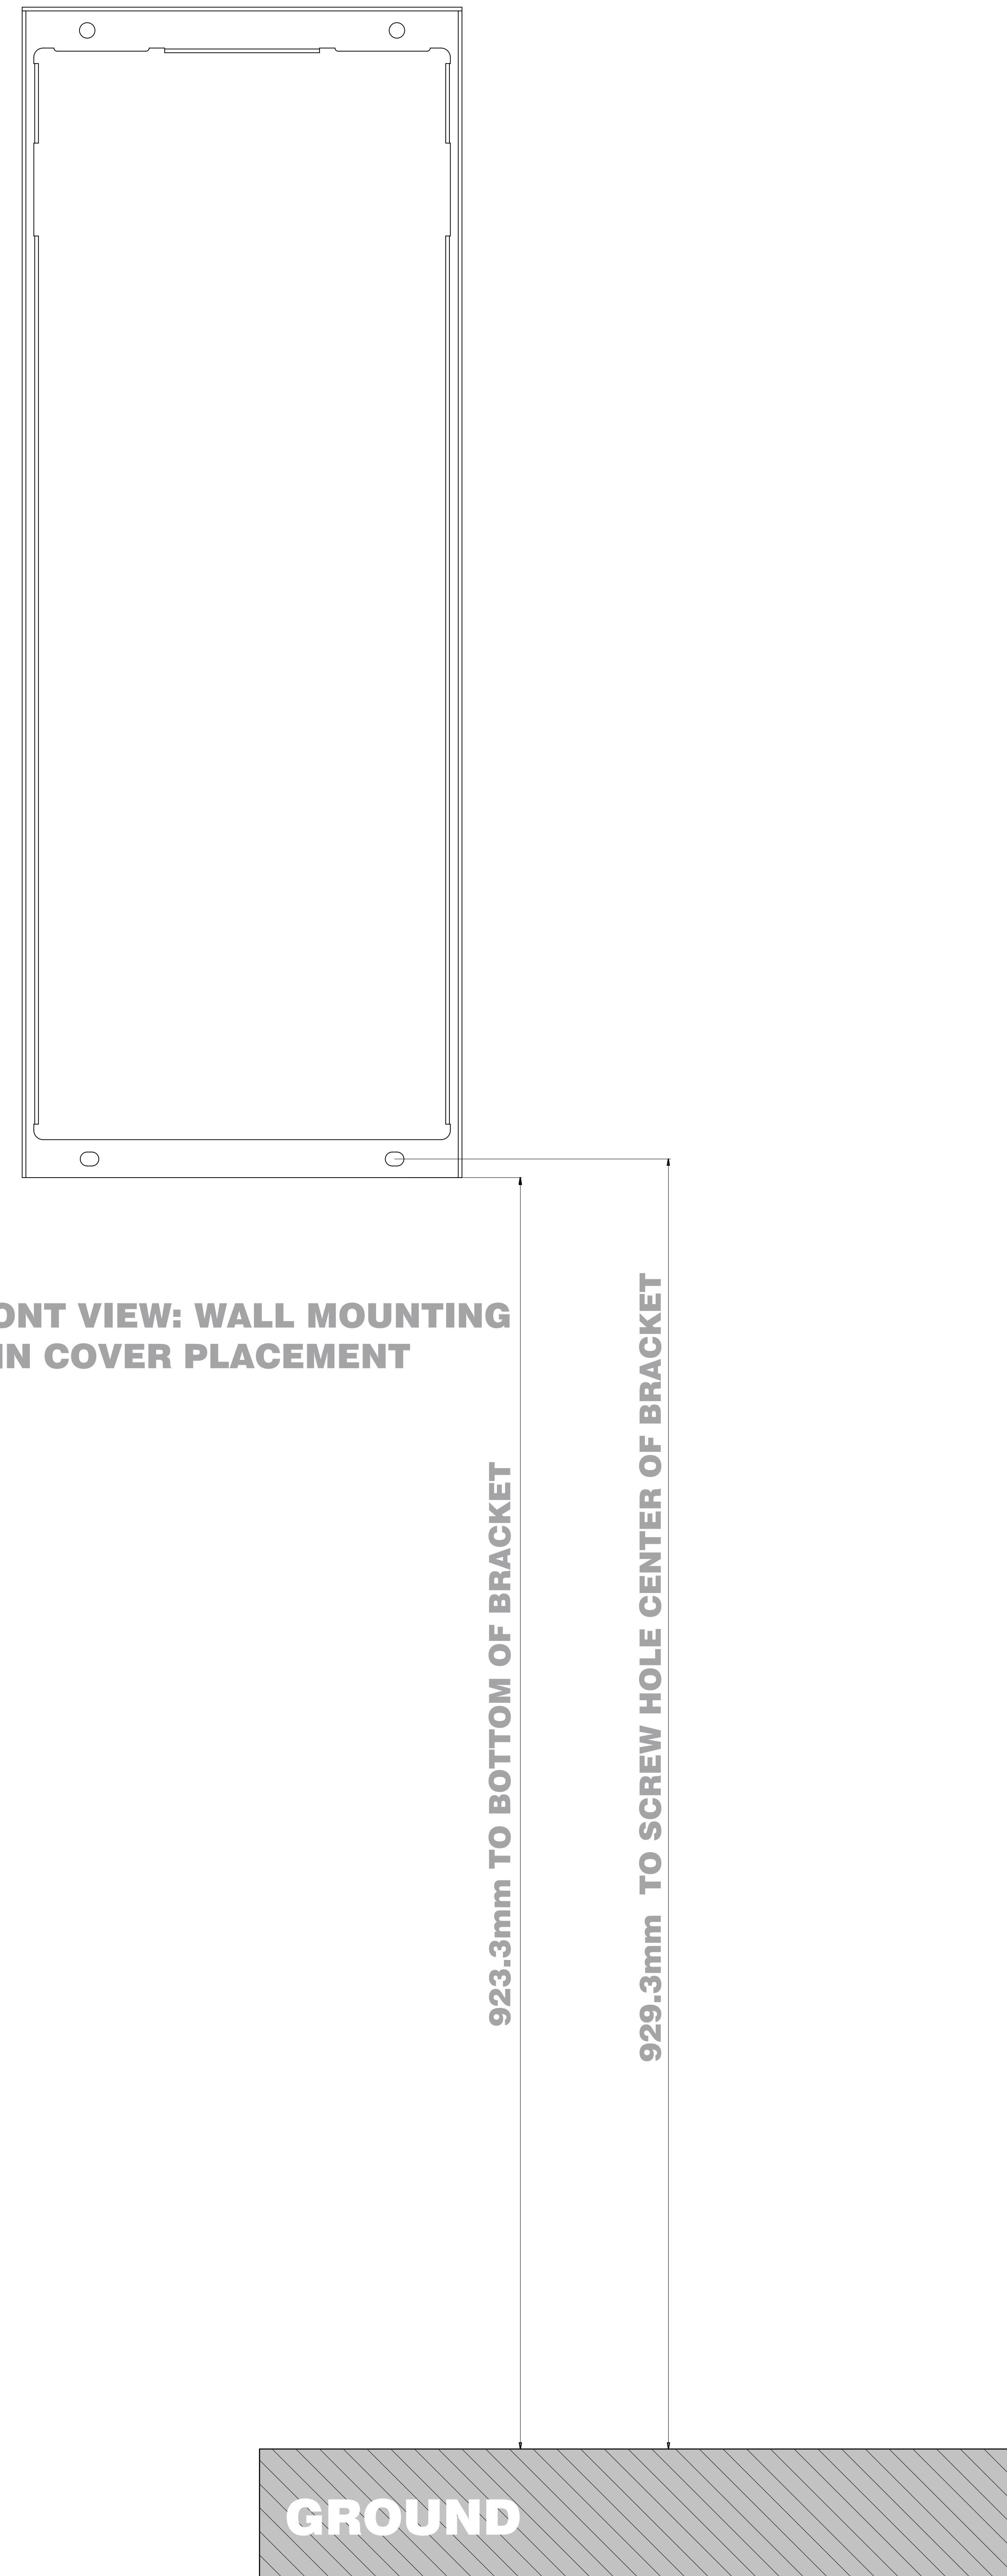 ONT VIEW: WALL MOUNTING
IN COVER PLACEMENT
923.3mm TO BOTTOM OF BRACKET
929.3mm TO SCREW HOLE CENTER OF BRACKET
GROUND